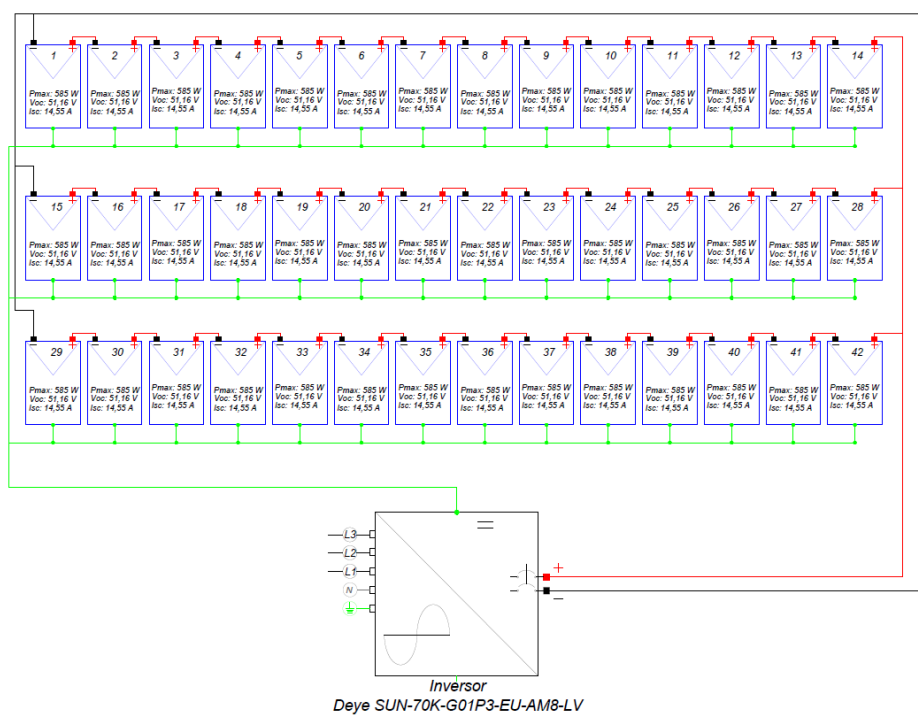 1 2 3 4 5 6 7 8 9 10 11 12 13 14
Pmax: 585 W Pmax: 585 W Pmax: 585 W Pmax: 585 W Pmax: 585 W Pmax: 585 W Pmax: 585 W Pmax: 585 W Pmax: 585 W Pmax: 585 W Pmax: 585 W Pmax: 585 W Pmax: 585 W Pmax: 585 W
Voc: 51,16 V Voc: 51,16 V Voc: 51,16 V Voc: 51,16 V Voc: 51,16 V Voc: 51,16 V Voc: 51,16 V Voc: 51,16 V Voc: 51,16 V Voc: 51,16 V Voc: 51,16 V Voc: 51,16 V Voc: 51,16 V Voc: 51,16 V
Isc: 14,55 A Isc: 14,55 A Isc: 14,55 A Isc: 14,55 A Isc: 14,55 A Isc: 14,55 A Isc: 14,55 A Isc: 14,55 A Isc: 14,55 A Isc: 14,55 A Isc: 14,55 A Isc: 14,55 A Isc: 14,55 A Isc: 14,55 A
15 16 17 18 19 20 21 22 23 24 25 26 27 28
Pmax: 585 W Pmax: 585 W Pmax: 585 W Pmax: 585 W Pmax: 585 W Pmax: 585 W Pmax: 585 W Pmax: 585 W Pmax: 585 W Pmax: 585 W Pmax: 585 W Pmax: 585 W Pmax: 585 W Pmax: 585 W
Voc: 51,16 V Voc: 51,16 V Voc: 51,16 V Voc: 51,16 V Voc: 51,16 V Voc: 51,16 V Voc: 51,16 V Voc: 51,16 V Voc: 51,16 V Voc: 51,16 V Voc: 51,16 V Voc: 51,16 V Voc: 51,16 V Voc: 51,16 V
Isc: 14,55 A Isc: 14,55 A Isc: 14,55 A Isc: 14,55 A Isc: 14,55 A Isc: 14,55 A Isc: 14,55 A Isc: 14,55 A Isc: 14,55 A Isc: 14,55 A Isc: 14,55 A Isc: 14,55 A Isc: 14,55 A Isc: 14,55 A
29 30 31 32 33 34 35 36 37 38 39 40 41 42
Pmax: 585 W Pmax: 585 W Pmax: 585 W Pmax: 585 W Pmax: 585 W Pmax: 585 W Pmax: 585 W Pmax: 585 W Pmax: 585 W Pmax: 585 W Pmax: 585 W Pmax: 585 W Pmax: 585 W Pmax: 585 W
Voc: 51,16 V Voc: 51,16 V Voc: 51,16 V Voc: 51,16 V Voc: 51,16 V Voc: 51,16 V Voc: 51,16 V Voc: 51,16 V Voc: 51,16 V Voc: 51,16 V Voc: 51,16 V Voc: 51,16 V Voc: 51,16 V Voc: 51,16 V
Isc: 14,55 A Isc: 14,55 A Isc: 14,55 A Isc: 14,55 A Isc: 14,55 A Isc: 14,55 A Isc: 14,55 A Isc: 14,55 A Isc: 14,55 A Isc: 14,55 A Isc: 14,55 A Isc: 14,55 A Isc: 14,55 A Isc: 14,55 A
L3
L2
L1
N
Inversor
Deye SUN-70K-G01P3-EU-AM8-LV